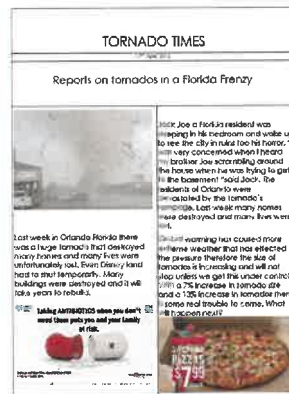 TORNADO TIMES
Reports on tornados in a Florida Frenzy
Last week in Orlando Florida there
was a huge tornado that destroyed
many homes and many lives were
unfortunately lost. Even Disney land
had to shut temporarily. Many
buildings were destroyed and it will
take years to rebuild.
Taking ANTIBIOTICS when you don't
need them puts you and your family
at risk.
Joe a Florida resident was
sleeping in his bedroom and woke u
to see the city in ruins too his horror. "
very concerned when I heard
my brother Joe scrambling around
the house when he was trying to get
the basement "said Jack. The
residents of Orlando were
devastated by the tornado's
Last week many homes
were destroyed and many lives were
warming has caused more
extreme weather that has effected
the pressure therefore the size of
tornados is increasing and will not
stop unless we get this under control
a 7% increase in tornado size
and a 13% increase in tornados there
some real trouble to come. What
will happen next?
PIZZAS
$7.99